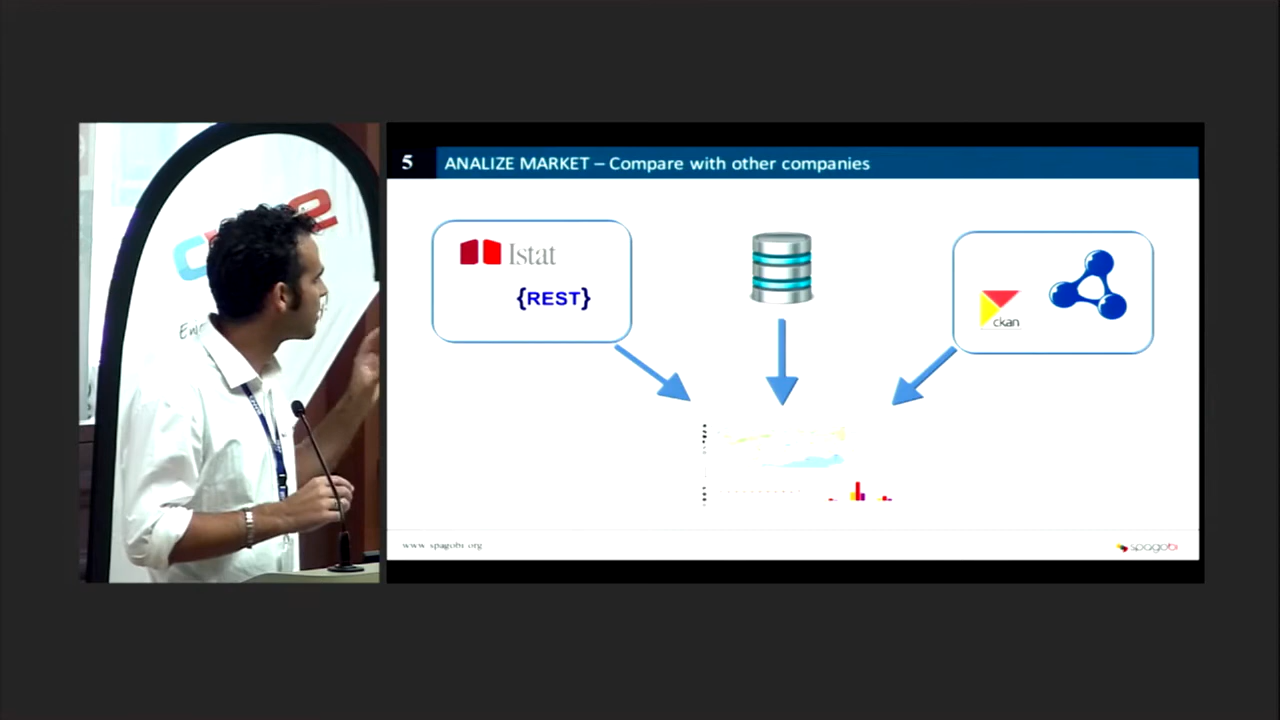 5 ANALIZE MARKET – Compare with other companies
Istat
{REST}
ckan
www.spagobi.org
spagobi